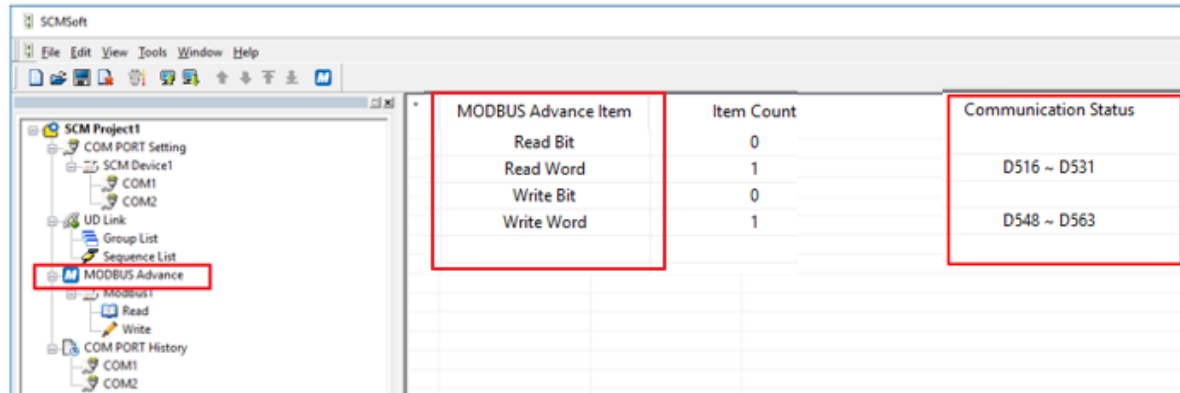 SCMSoft
File Edit View Tools Window Help
SCM Project1
COM PORT Setting
SCM Device1
COM1
COM2
UD Link
Group List
Sequence List
MODBUS Advance
Modbus1
Read
Write
COM PORT History
COM1
COM2
MODBUS Advance Item Item Count Communication Status
Read Bit 0
Read Word 1 D516 ~ D531
Write Bit 0
Write Word 1 D548 ~ D563